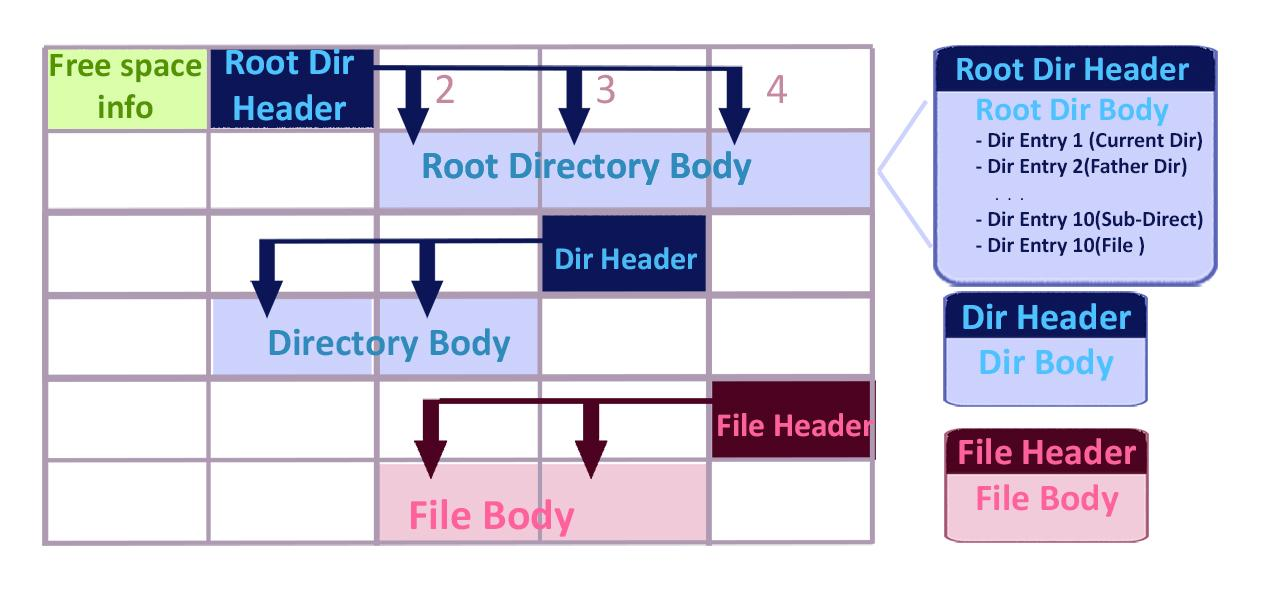 Free space
info
Root Dir
Header
2
3
4
Root Directory Body
Dir Header
Directory Body
File Header
File Body
Root Dir Header
Root Dir Body
- Dir Entry 1 (Current Dir)
- Dir Entry 2(Father Dir)
. . .
- Dir Entry 10(Sub-Direct)
- Dir Entry 10(File )
Dir Header
Dir Body
File Header
File Body